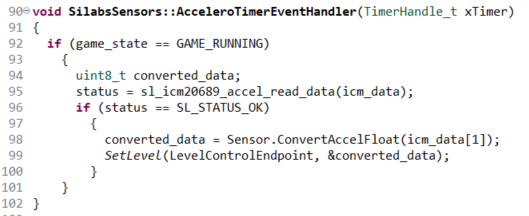 90 void SilabsSensors::AcceleroTimerEventHandler(TimerHandle_t xTimer)
91 {
92   if (game_state == GAME_RUNNING)
93     {
94       uint8_t converted_data;
95       status = sl_icm20689_accel_read_data(icm_data);
96       if (status == SL_STATUS_OK)
97         {
98           converted_data = Sensor.ConvertAccelFloat(icm_data[1]);
99           SetLevel(LevelControlEndpoint, &converted_data);
100         }
101     }
102 }